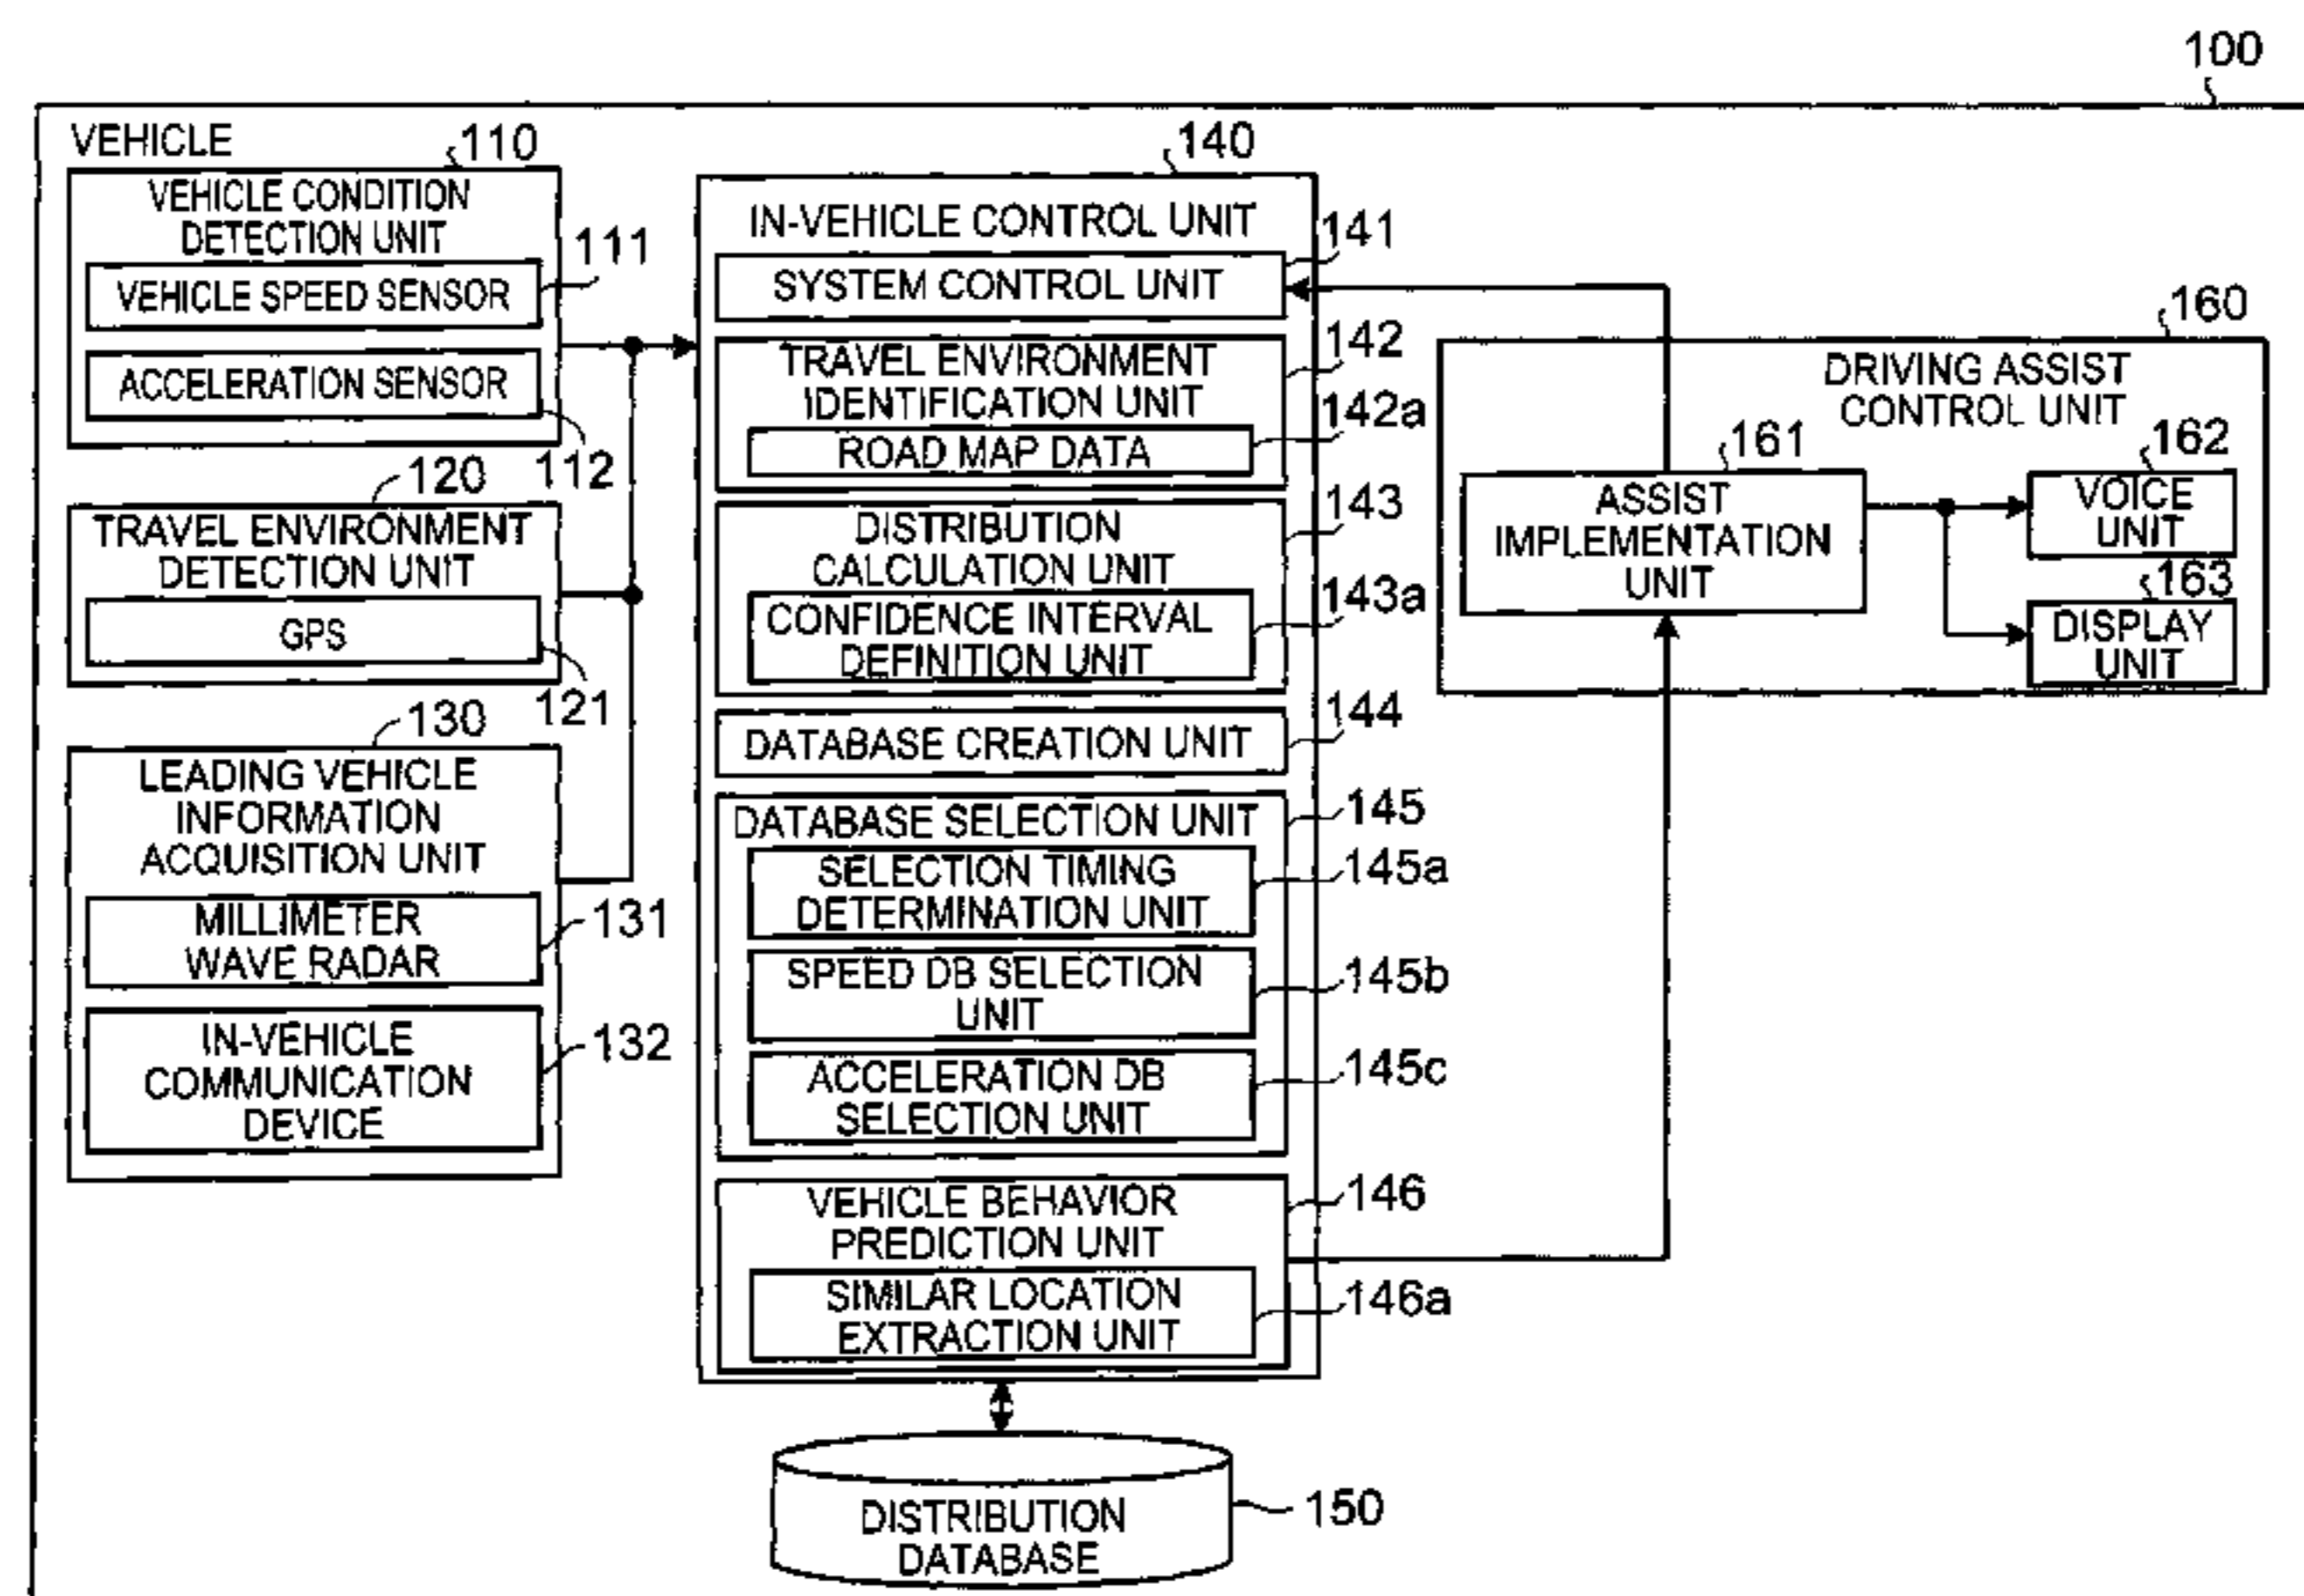 100
VEHICLE
110
VEHICLE CONDITION
DETECTION UNIT
111
VEHICLE SPEED SENSOR
ACCELERATION SENSOR
112
120
TRAVEL ENVIRONMENT
DETECTION UNIT
GPS
121
130
LEADING VEHICLE
INFORMATION
ACQUISITION UNIT
MILLIMETER
WAVE RADAR
131
IN-VEHICLE
COMMUNICATION
DEVICE
132
140
IN-VEHICLE CONTROL UNIT
141
SYSTEM CONTROL UNIT
142
TRAVEL ENVIRONMENT
IDENTIFICATION UNIT
142a
ROAD MAP DATA
143
DISTRIBUTION
CALCULATION UNIT
143a
CONFIDENCE INTERVAL
DEFINITION UNIT
144
DATABASE CREATION UNIT
145
DATABASE SELECTION UNIT
145a
SELECTION TIMING
DETERMINATION UNIT
145b
SPEED DB SELECTION
UNIT
145c
ACCELERATION DB
SELECTION UNIT
146
VEHICLE BEHAVIOR
PREDICTION UNIT
146a
SIMILAR LOCATION
EXTRACTION UNIT
150
DISTRIBUTION
DATABASE
160
DRIVING ASSIST
CONTROL UNIT
161
ASSIST
IMPLEMENTATION
UNIT
162
VOICE
UNIT
163
DISPLAY
UNIT